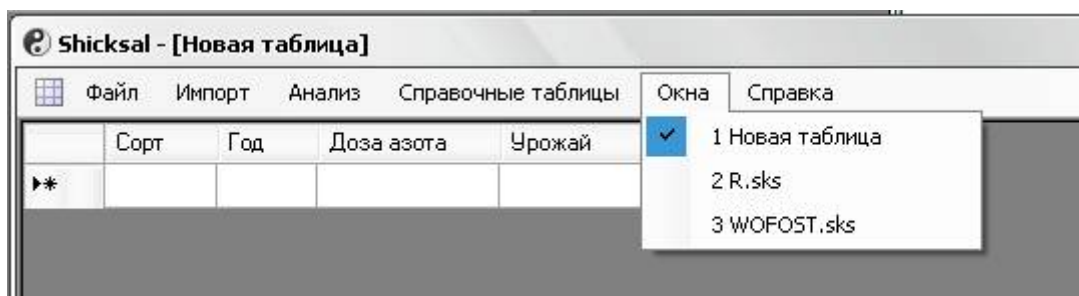 Shicksal - [Новая таблица]
Файл Импорт Анализ Справочные таблицы Окна Справка
Сорт Год Доза азота Урожай
1 Новая таблица
2 R.sks
3 WOFOST.sks